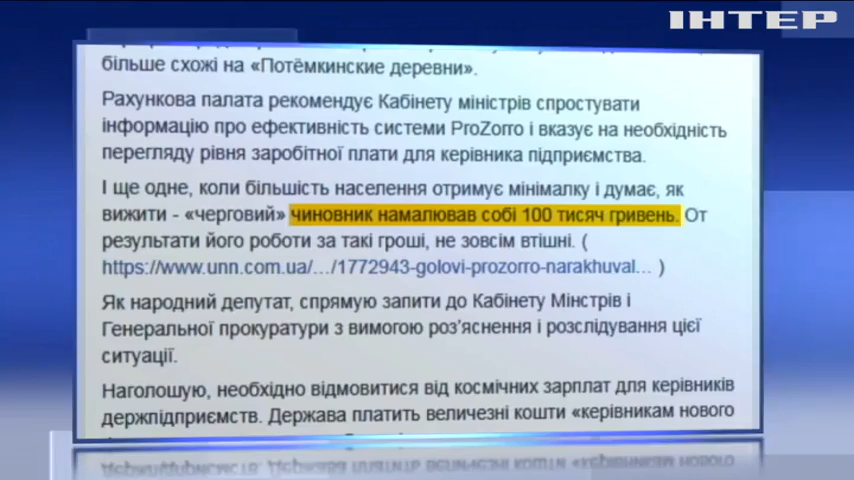 ІНТЕР
більше схожі на «Потёмкинские деревни».
Рахункова палата рекомендує Кабінету міністрів спростувати
інформацію про ефективність системи ProZorro і вказує на необхідність
перегляду рівня заробітної плати для керівника підприємства.
І ще одне, коли більшість населення отримує мінімалку і думає, як
вижити - «черговий» чиновник намалював собі 100 тисяч гривень. От
результати його роботи за такі гроші, не зовсім втішні. (
https://www.unn.com.ua/.../1772943-golovi-prozorro-narakhuval... )
Як народний депутат, спрямую запити до Кабінету Мінстрів і
Генеральної прокуратури з вимогою роз'яснення і розслідування цієї
ситуації.
Наголошую, необхідно відмовитися від космічних зарплат для керівників
держпідприємств. Держава платить величезні кошти «керівникам нового